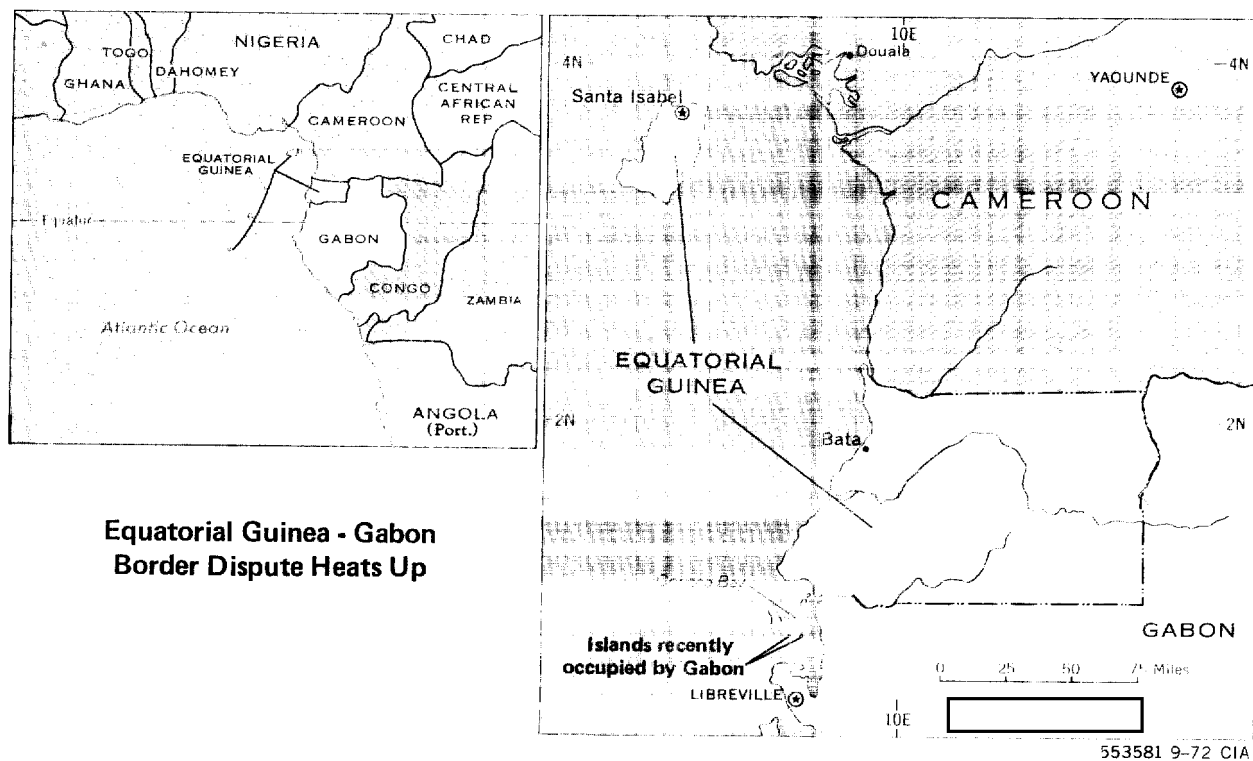 NIGERIA
CHAD
TOGO
GHANA
DAHOMEY
CENTRAL
AFRICAN
REP
CAMEROON
EQUATORIAL
GUINEA
GABON
CONGO
ZAMBIA
Atlantic Ocean
ANGOLA
(Port.)
Equatorial Guinea - Gabon
Border Dispute Heats Up
10E
Douala
4N
4N
YAOUNDE
Santa Isabel
CAMEROON
EQUATORIAL
GUINEA
2N
2N
Bata
Islands recently
occupied by Gabon
LIBREVILLE
GABON
0 25 50 75 Miles
10E
553581 9-72 CIA